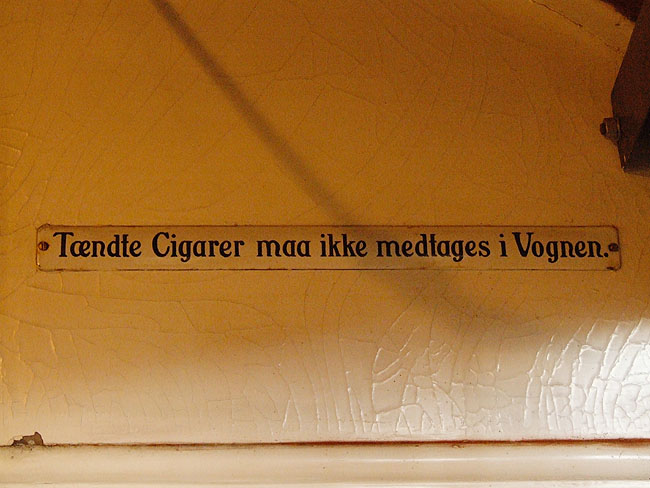 Tændte Cigarer maa ikke medtages i Vognen.